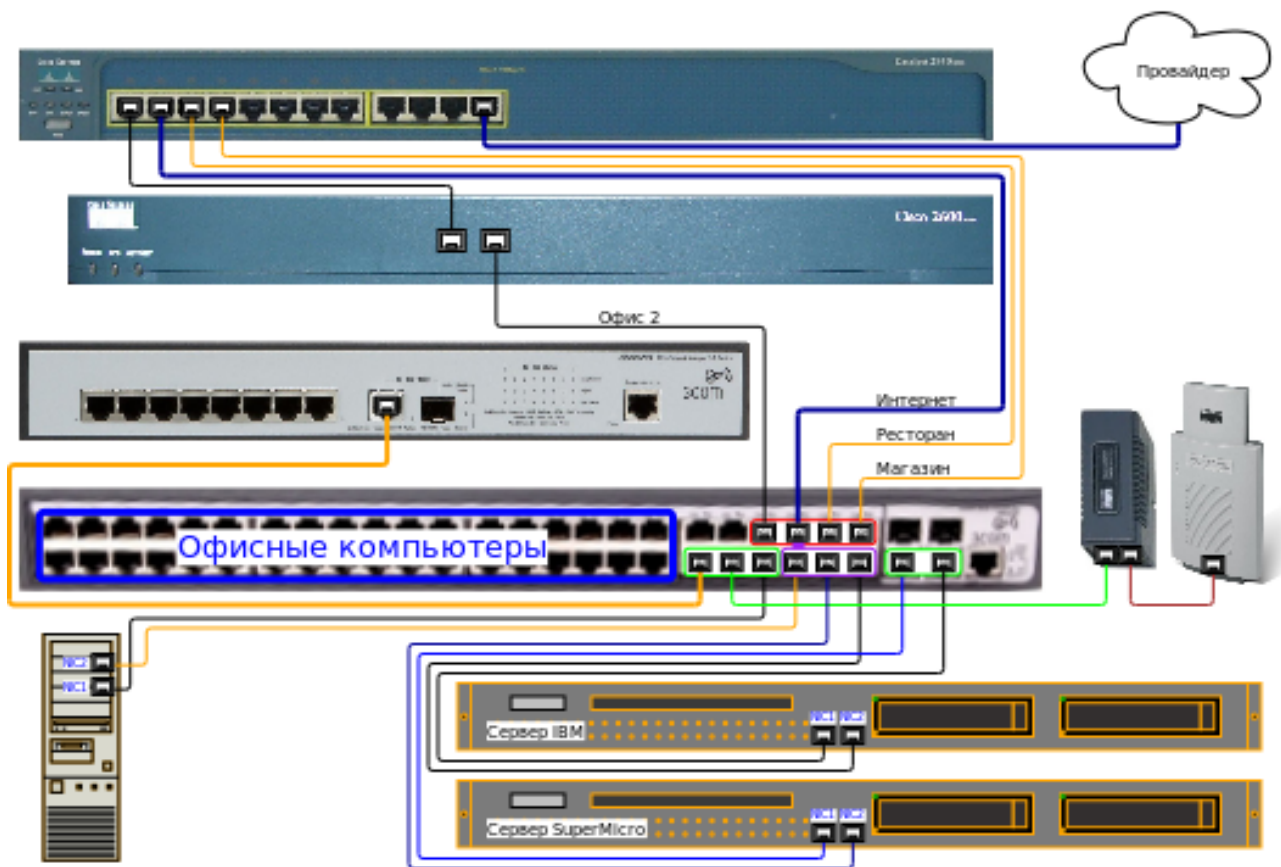 Провайдер
Офис 2
Интернет
Ресторан
Магазин
3COM
Офисные компьютеры
NIC2
NIC1
Сервер IBM
NIC1
NIC2
Сервер SuperMicro
NIC1
NIC2